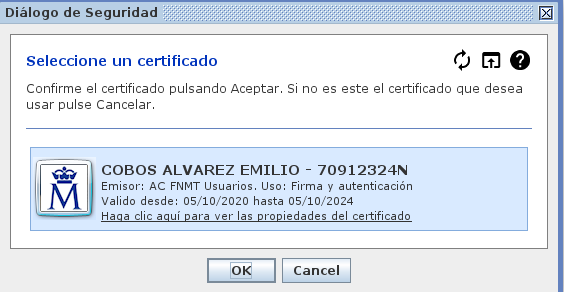 Diálogo de Seguridad
Seleccione un certificado
Confirme el certificado pulsando Aceptar. Si no es este el certificado que desea
usar pulse Cancelar.
COBOS ALVAREZ EMILIO - 70912324N
Emisor: AC FNMT Usuarios. Uso: Firma y autenticación
Valido desde: 05/10/2020 hasta 05/10/2024
Haga clic aquí para ver las propiedades del certificado
OK Cancel